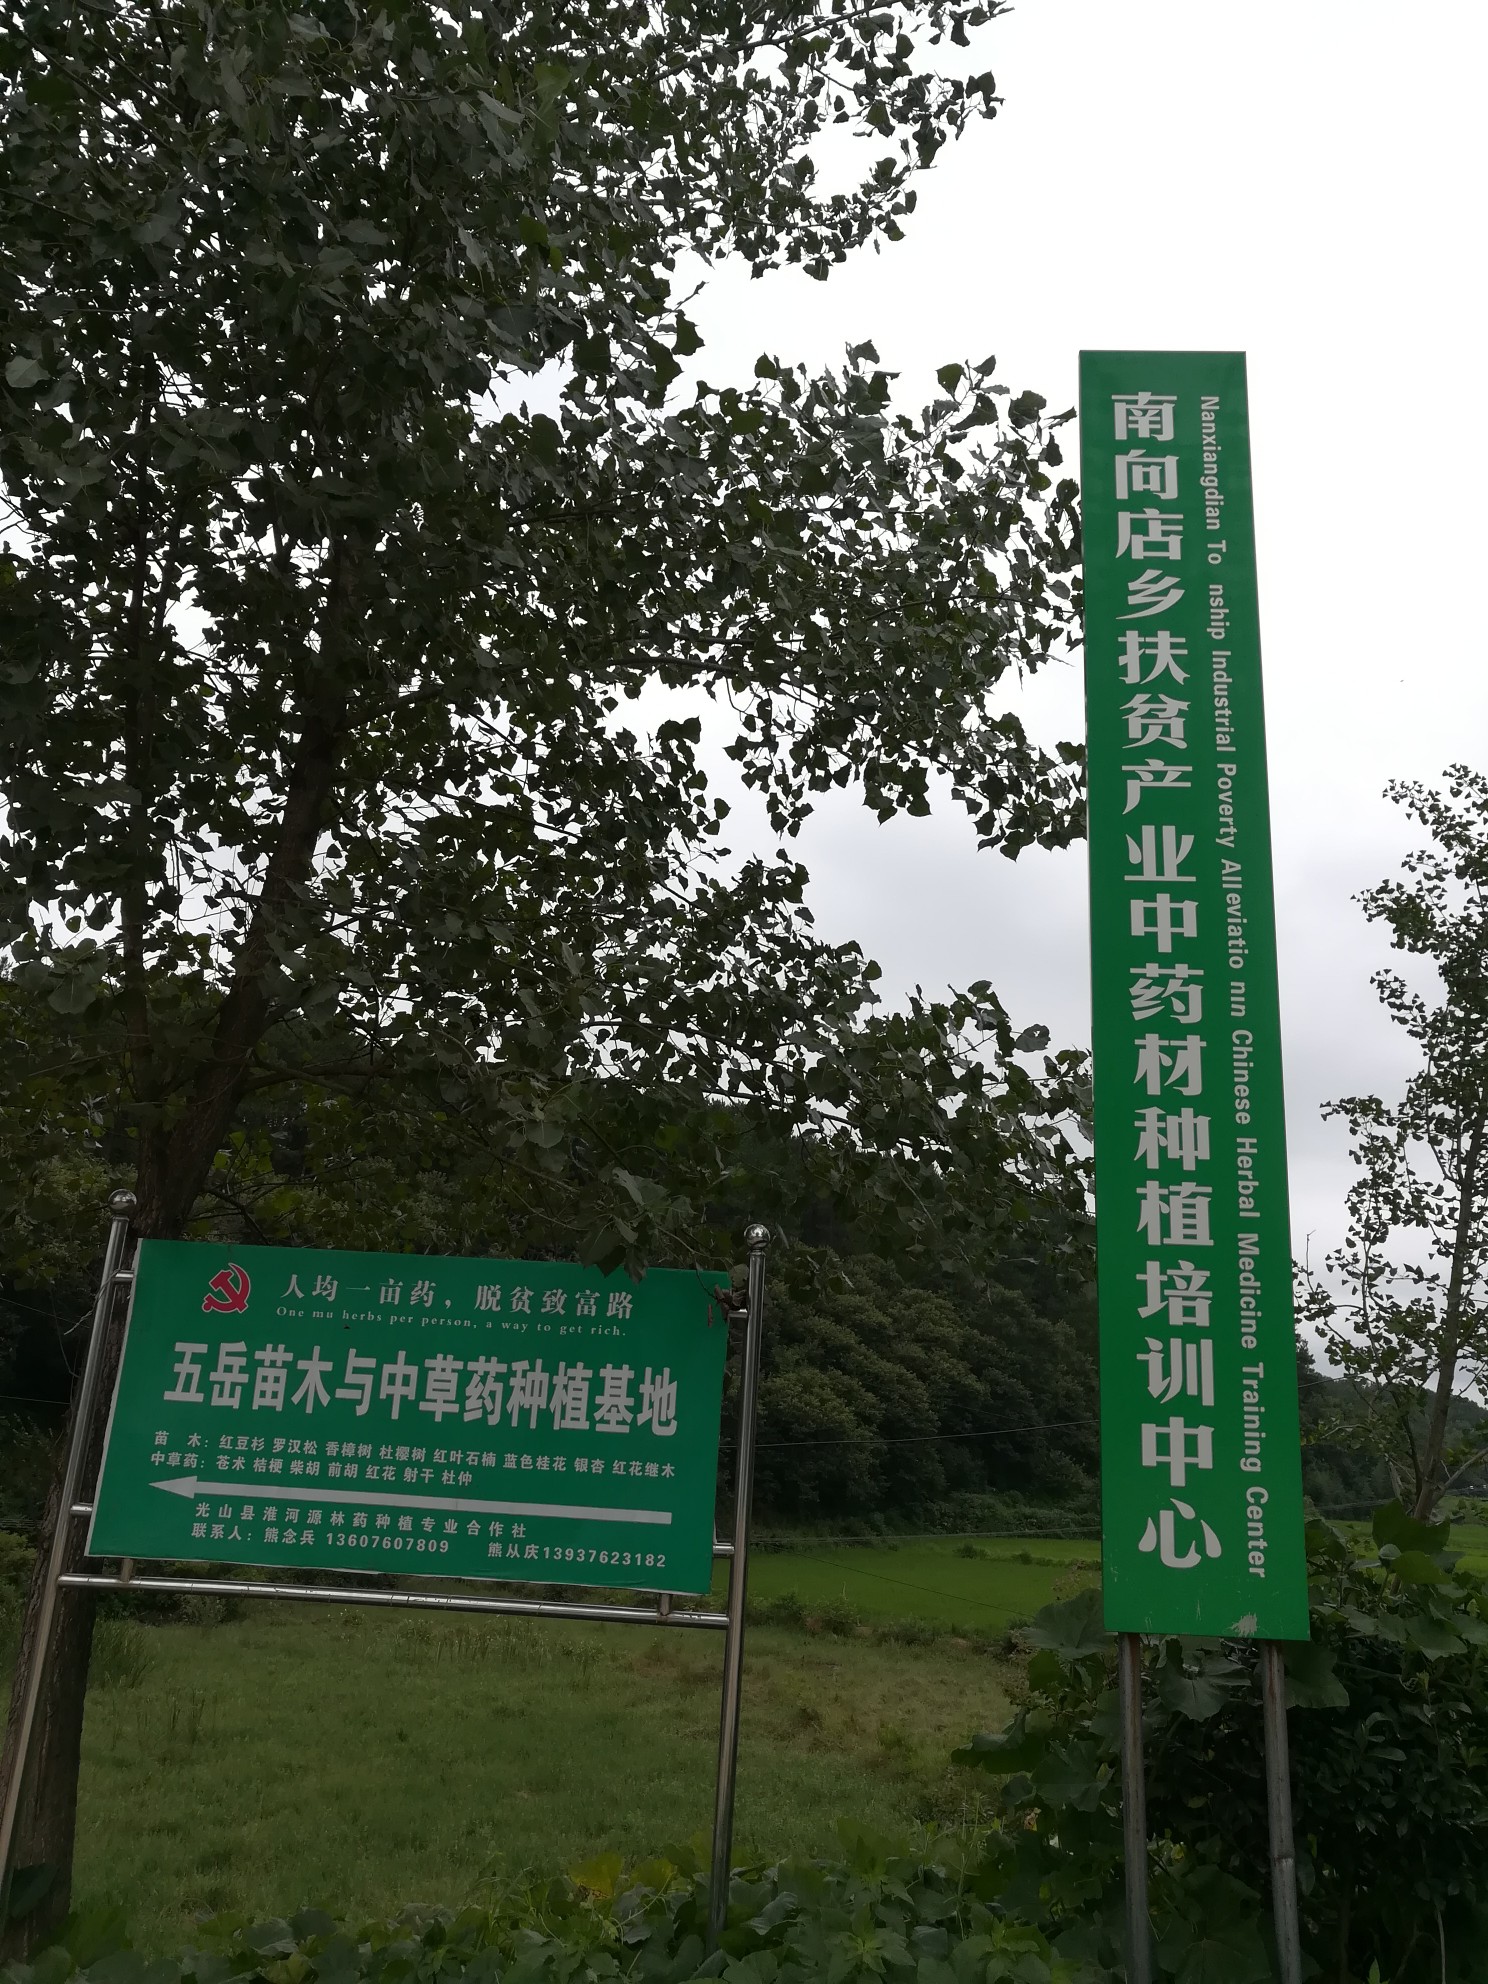 人均一亩药，脱贫致富路
One mu herbs per person, a way to get rich.
五岳苗木与中草药种植基地
苗 木：红豆杉 罗汉松 香樟树 杜樱树 红叶石楠 蓝色桂花 银杏 红花继木
中草药：苍术 桔梗 柴胡 前胡 红花 射干 杜仲
光山县淮河源林药种植专业合作社
联系人：熊念兵 13607607809 熊从庆13937623182
南向店乡扶贫产业中药材种植培训中心
Nanxiangdian To nship Industrial Poverty Alleviatio nin Chinese Herbal Medicine Training Center